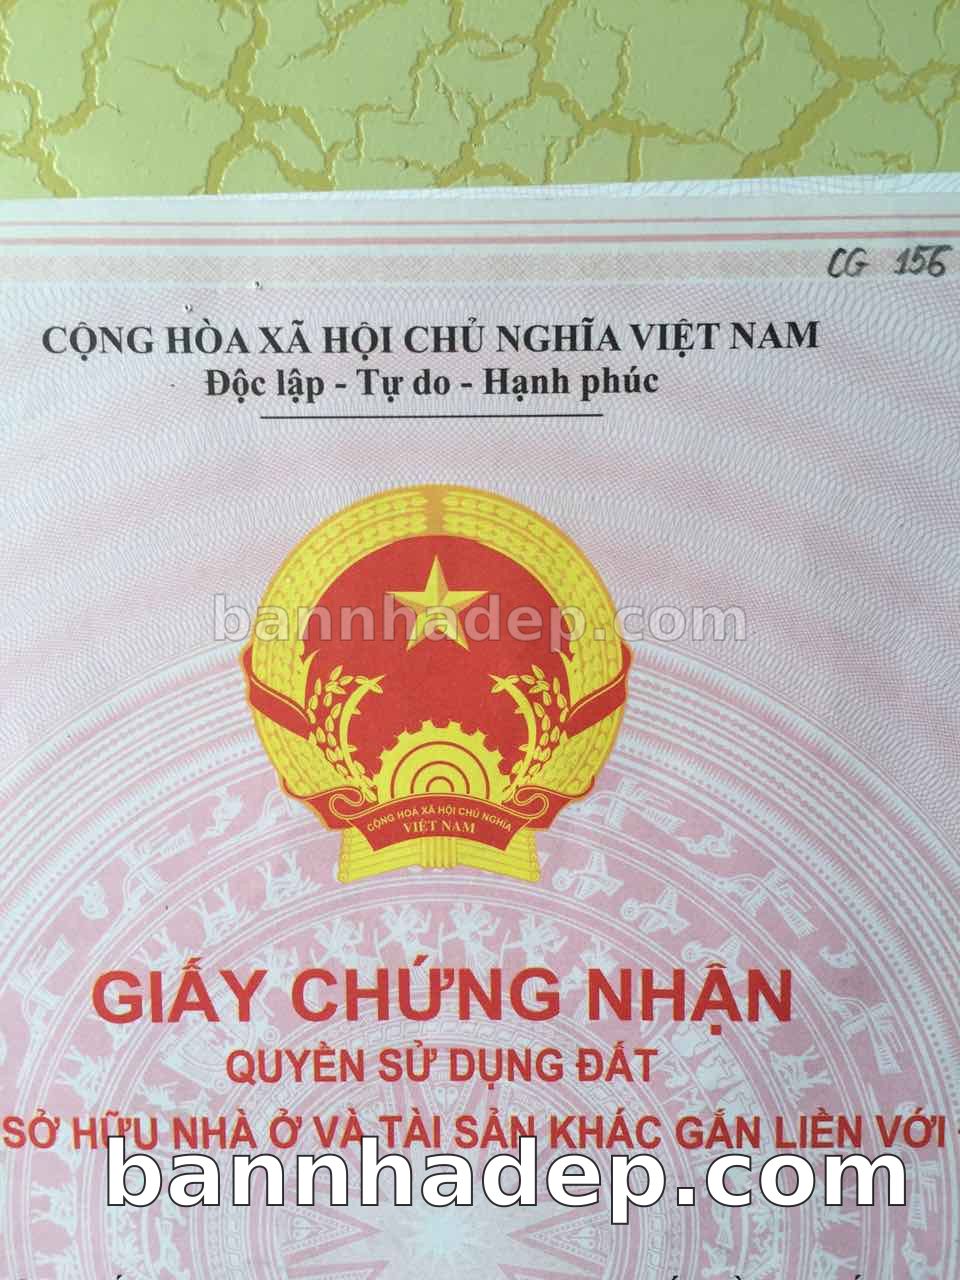 CG 156
CỘNG HÒA XÃ HỘI CHỦ NGHĨA VIỆT NAM
Độc lập - Tự do - Hạnh phúc
bannhadep.com
CỘNG HOÀ XÃ HỘI CHỦ NGHĨA
VIỆT NAM
GIẤY CHỨNG NHẬN
QUYỀN SỬ DỤNG ĐẤT
SỞ HỮU NHÀ Ở VÀ TÀI SẢN KHÁC GẮN LIỀN VỚI
bannhadep.com